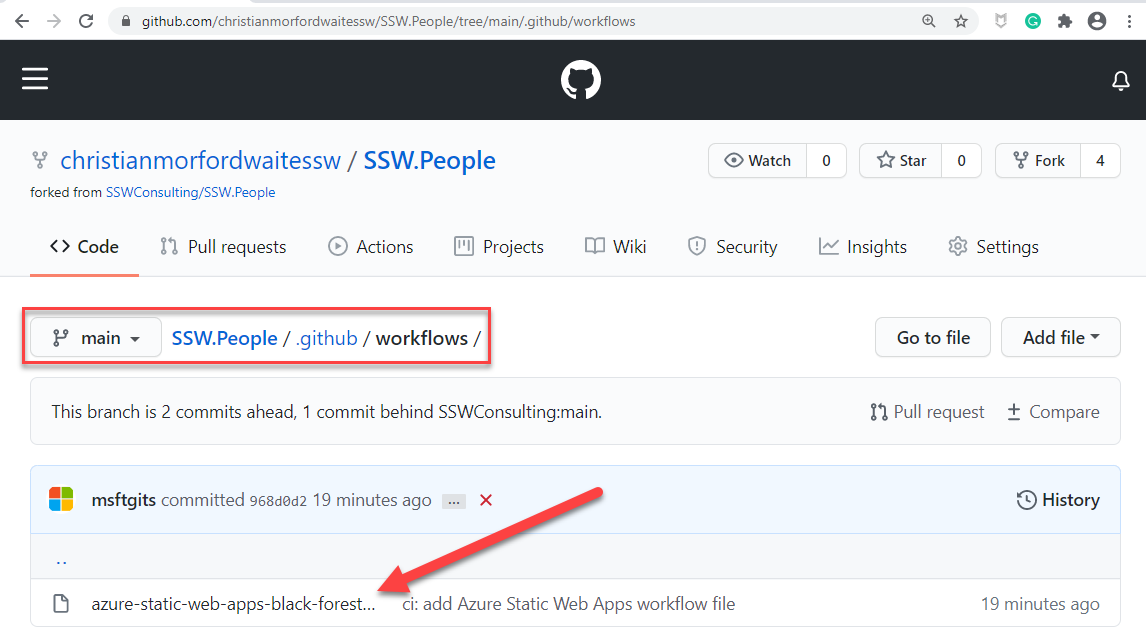 github.com/christianmorfordwaitessw/SSW.People/tree/main/.github/workflows
christianmorfordwaitessw / SSW.People
Watch 0
Star 0
Fork 4
forked from SSWConsulting/SSW.People
Code Pull requests Actions Projects Wiki Security Insights Settings
main SSW.People / .github / workflows / Go to file Add file
This branch is 2 commits ahead, 1 commit behind SSWConsulting:main. Pull request Compare
msftgits committed 968d0d2 19 minutes ago ... History
..
azure-static-web-apps-black-forest... ci: add Azure Static Web Apps workflow file 19 minutes ago